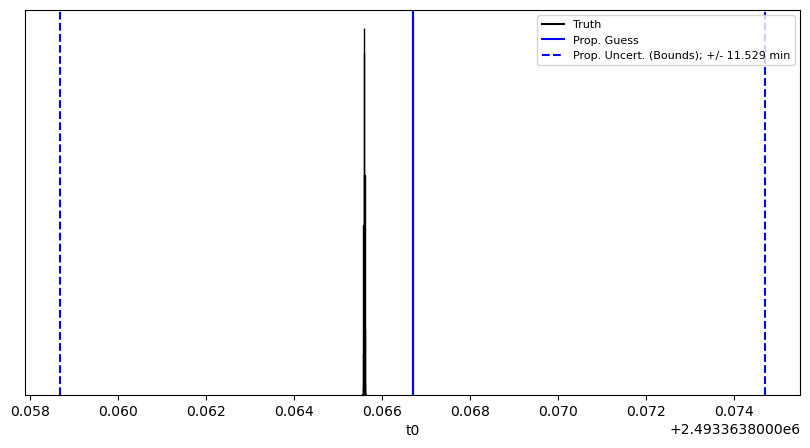 Truth
Prop. Guess
Prop. Uncert. (Bounds); +/- 11.529 min
0.058 0.060 0.062 0.064 0.066 0.068 0.070 0.072 0.074
t0
+2.4933638000e6